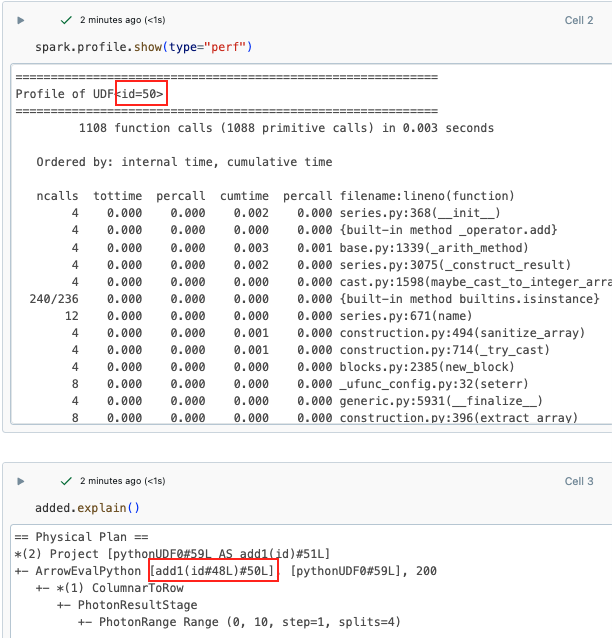 2 minutes ago (<1s)
Cell 2
spark.profile.show(type="perf")
============================================================
Profile of UDF<id=50>
============================================================
1108 function calls (1088 primitive calls) in 0.003 seconds
Ordered by: internal time, cumulative time
ncalls tottime percall cumtime percall filename:lineno(function)
4 0.000 0.000 0.002 0.000 series.py:368(__init__)
4 0.000 0.000 0.000 0.000 {built-in method _operator.add}
4 0.000 0.000 0.003 0.001 base.py:1339(_arith_method)
4 0.000 0.000 0.002 0.000 series.py:3075(_construct_result)
4 0.000 0.000 0.000 0.000 cast.py:1598(maybe_cast_to_integer_arra
240/236 0.000 0.000 0.000 0.000 {built-in method builtins.isinstance}
12 0.000 0.000 0.000 0.000 series.py:671(name)
4 0.000 0.000 0.001 0.000 construction.py:494(sanitize_array)
4 0.000 0.000 0.001 0.000 construction.py:714(_try_cast)
4 0.000 0.000 0.000 0.000 blocks.py:2385(new_block)
8 0.000 0.000 0.000 0.000 _ufunc_config.py:32(seterr)
4 0.000 0.000 0.000 0.000 generic.py:5931(__finalize__)
8 0.000 0.000 0.000 0.000 construction.py:396(extract_array)
2 minutes ago (<1s)
Cell 3
added.explain()
== Physical Plan ==
*(2) Project [pythonUDF0#59L AS add1(id)#51L]
+- ArrowEvalPython [add1(id#48L)#50L], [pythonUDF0#59L], 200
+- *(1) ColumnarToRow
+- PhotonResultStage
+- PhotonRange Range (0, 10, step=1, splits=4)